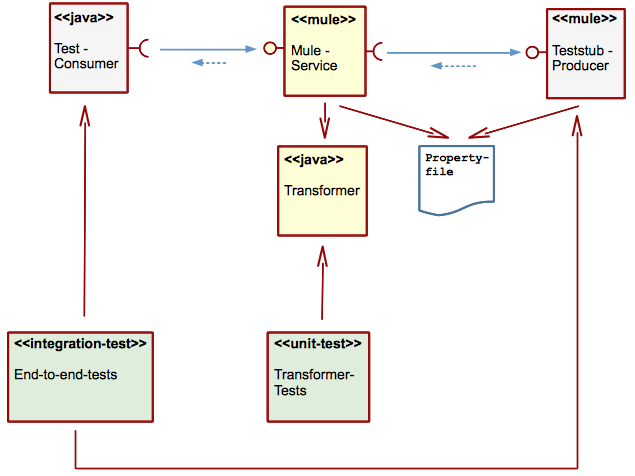 <<java>>
Test -
Consumer
<<mule>>
Mule -
Service
<<mule>>
Teststub -
Producer
<<java>>
Transformer
Property-
file
<<integration-test>>
End-to-end-tests
<<unit-test>>
Transformer-
Tests